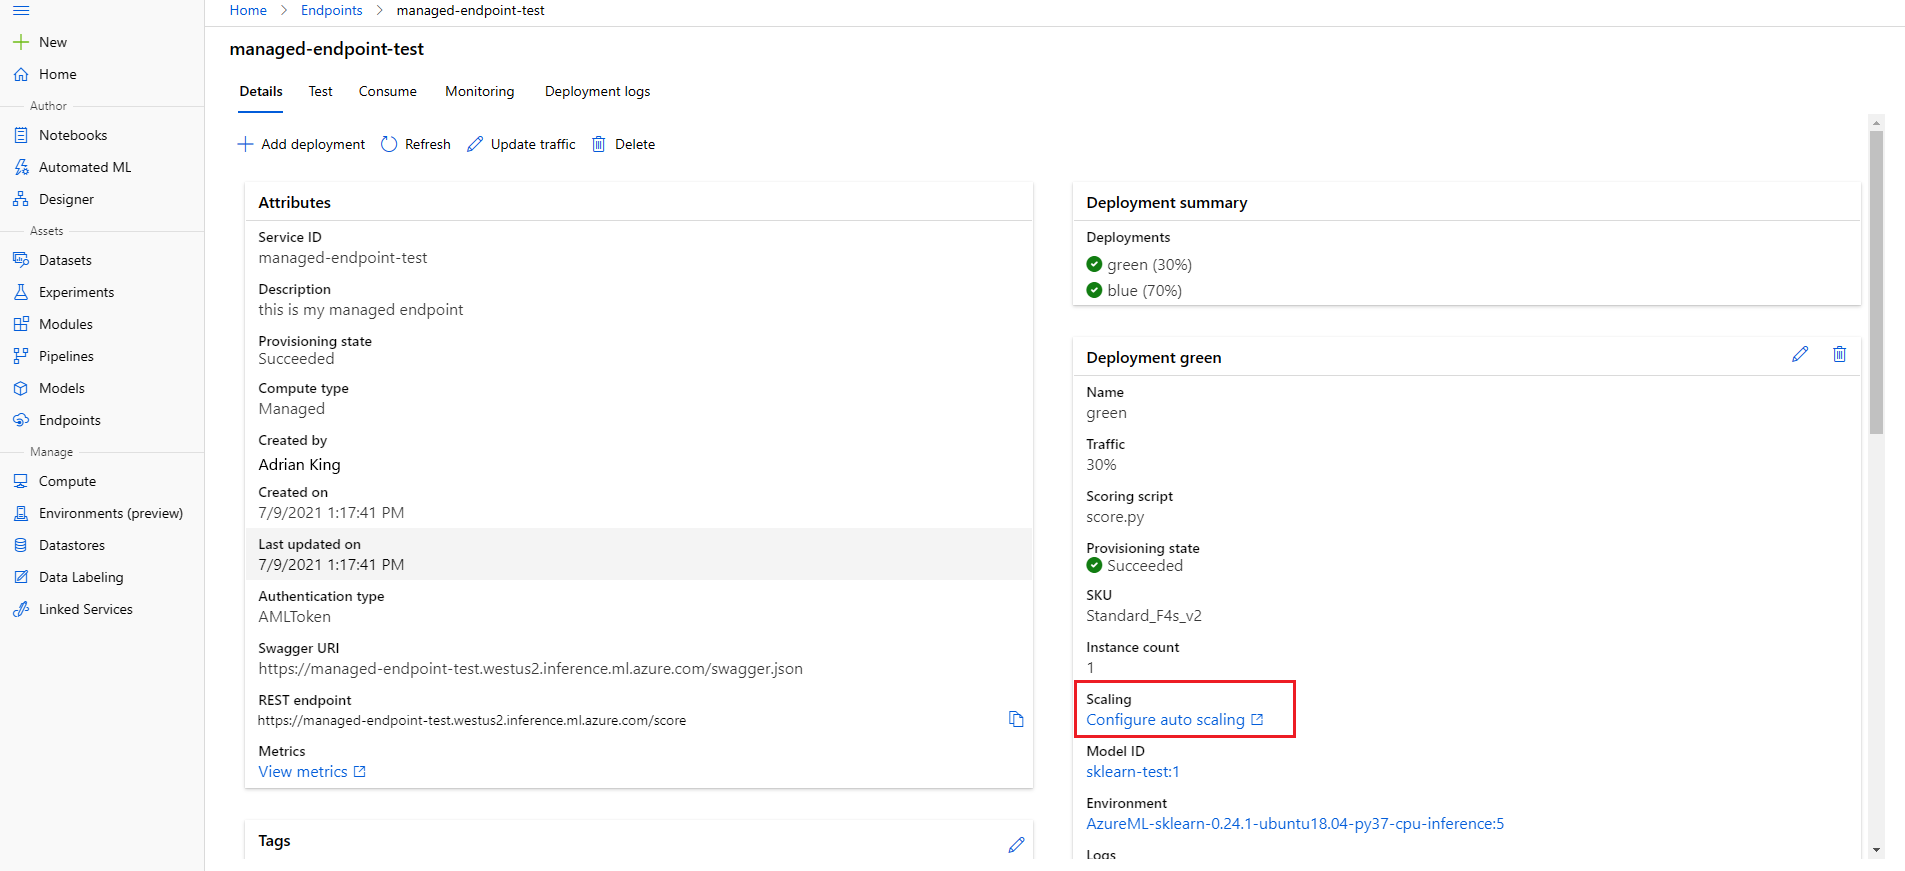 Home > Endpoints > managed-endpoint-test
New
Home
Author
Notebooks
Automated ML
Designer
Assets
Datasets
Experiments
Modules
Pipelines
Models
Endpoints
Manage
Compute
Environments (preview)
Datastores
Data Labeling
Linked Services
managed-endpoint-test
Details Test Consume Monitoring Deployment logs
Add deployment Refresh Update traffic Delete
Attributes
Service ID
managed-endpoint-test
Description
this is my managed endpoint
Provisioning state
Succeeded
Compute type
Managed
Created by
Adrian King
Created on
7/9/2021 1:17:41 PM
Last updated on
7/9/2021 1:17:41 PM
Authentication type
AMLToken
Swagger URI
https://managed-endpoint-test.westus2.inference.ml.azure.com/swagger.json
REST endpoint
https://managed-endpoint-test.westus2.inference.ml.azure.com/score
Metrics
View metrics
Tags
Deployment summary
Deployments
green (30%)
blue (70%)
Deployment green
Name
green
Traffic
30%
Scoring script
score.py
Provisioning state
Succeeded
SKU
Standard_F4s_v2
Instance count
1
Scaling
Configure auto scaling
Model ID
sklearn-test:1
Environment
AzureML-sklearn-0.24.1-ubuntu18.04-py37-cpu-inference:5
Logs